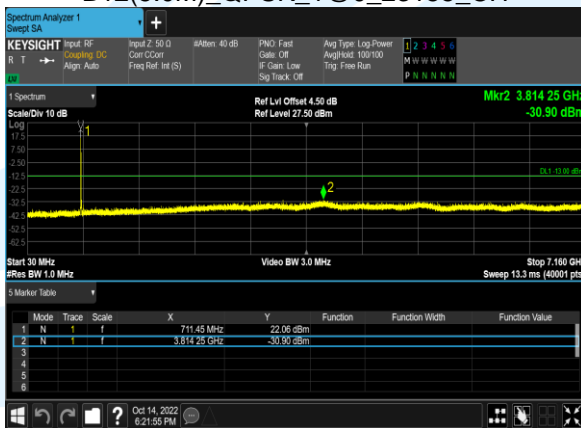 Spectrum Analyzer 1
Swept SA
+
KEYSIGHT
R T
Input: RF
Coupling: DC
Align: Auto
Input Z: 50 Ω
Corr CCorr
Freq Ref: Int (S)
#Atten: 40 dB
PNO: Fast
Gate: Off
IF Gain: Low
Sig Track: Off
Avg Type: Log-Power
Avg|Hold: 100/100
Trig: Free Run
1 2 3 4 5 6
M W W W W W
P N N N N N
1 Spectrum
Scale/Div 10 dB
Ref Lvl Offset 4.50 dB
Ref Level 27.50 dBm
Mkr2 3.814 25 GHz
-30.90 dBm
Log
17.5
7.50
-2.50
-12.5
-22.5
-32.5
-42.5
-52.5
-62.5
1
2
DL1 -13.00 dBm
Start 30 MHz
#Res BW 1.0 MHz
Video BW 3.0 MHz
Stop 7.160 GH
Sweep 13.3 ms (40001 pts
5 Marker Table
Mode Trace Scale X Y Function Function Width Function Value
1 N 1 f 711.45 MHz 22.06 dBm
2 N 1 f 3.814 25 GHz -30.90 dBm
3
4
5
6
?
Oct 14, 2022
6:21:55 PM